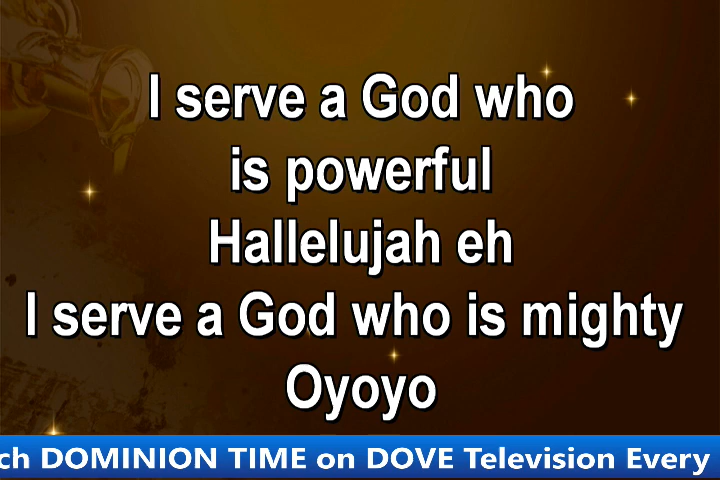 I serve a God who
is powerful
Hallelujah eh
I serve a God who is mighty
Oyoyo
ch DOMINION TIME on DOVE Television Every